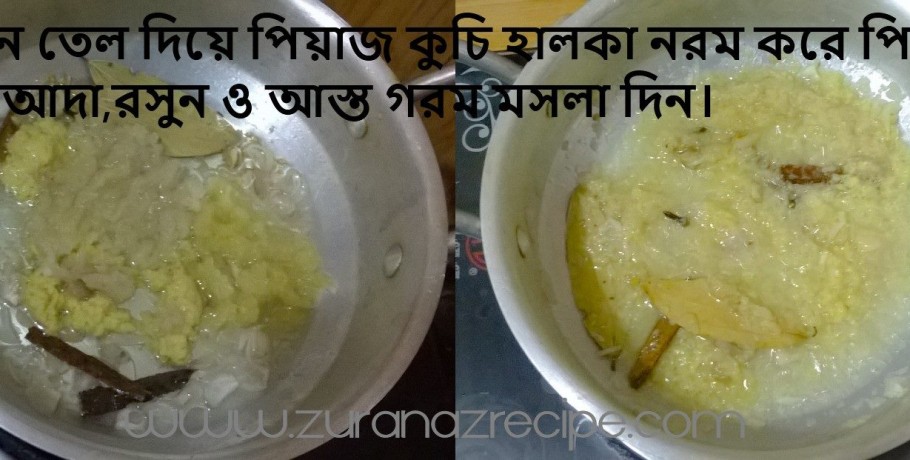 ন তেল দিয়ে পিয়াজ কুচি হালকা নরম করে পি
আদা,রসুন ও আস্ত গরম মসলা দিন।
www.zuranazrecipe.com